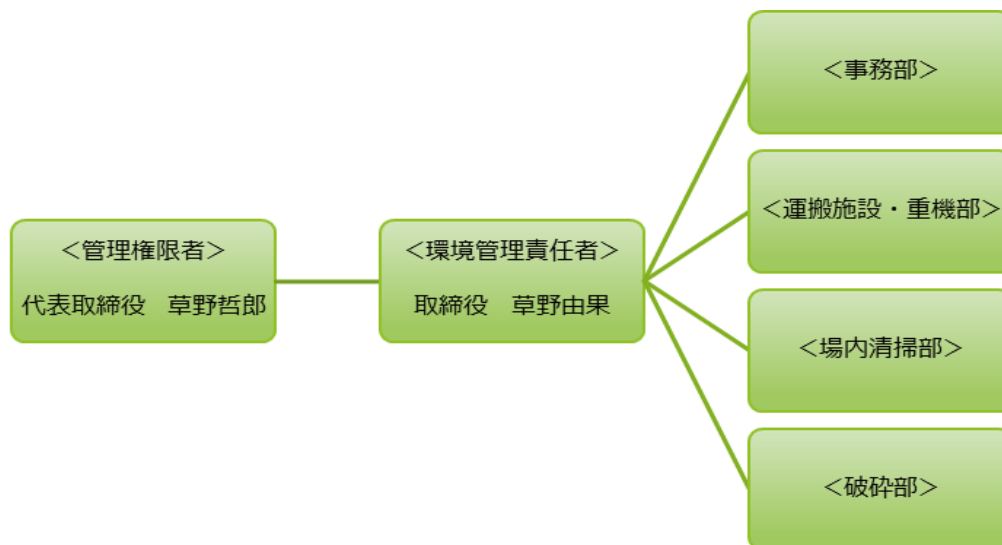 ＜管理権限者＞
代表取締役　草野哲郎
＜環境管理責任者＞
取締役　草野由果
＜事務部＞
＜運搬施設・重機部＞
＜場内清掃部＞
＜破砕部＞